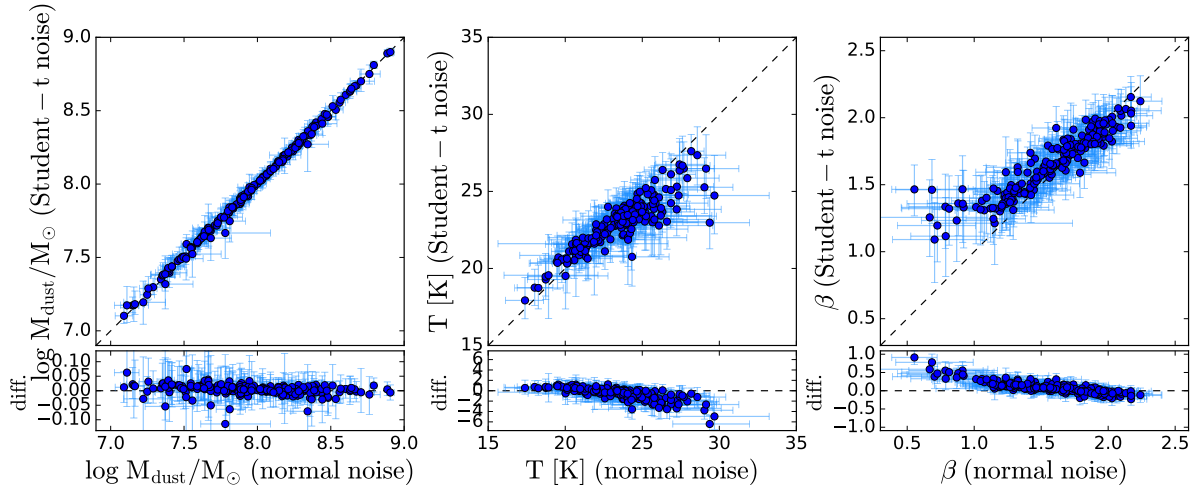 log M_dust/M_⊙ (Student − t noise)
9.0
8.5
8.0
7.5
7.0
diff.
0.10
0.05
0.00
−0.05
−0.10
7.0 7.5 8.0 8.5 9.0
log M_dust/M_⊙ (normal noise)
T [K] (Student − t noise)
35
30
25
20
15
diff.
6
4
2
0
−2
−4
−6
15 20 25 30 35
T [K] (normal noise)
β (Student − t noise)
2.5
2.0
1.5
1.0
0.5
diff.
1.0
0.5
0.0
−0.5
−1.0
0.5 1.0 1.5 2.0 2.5
β (normal noise)